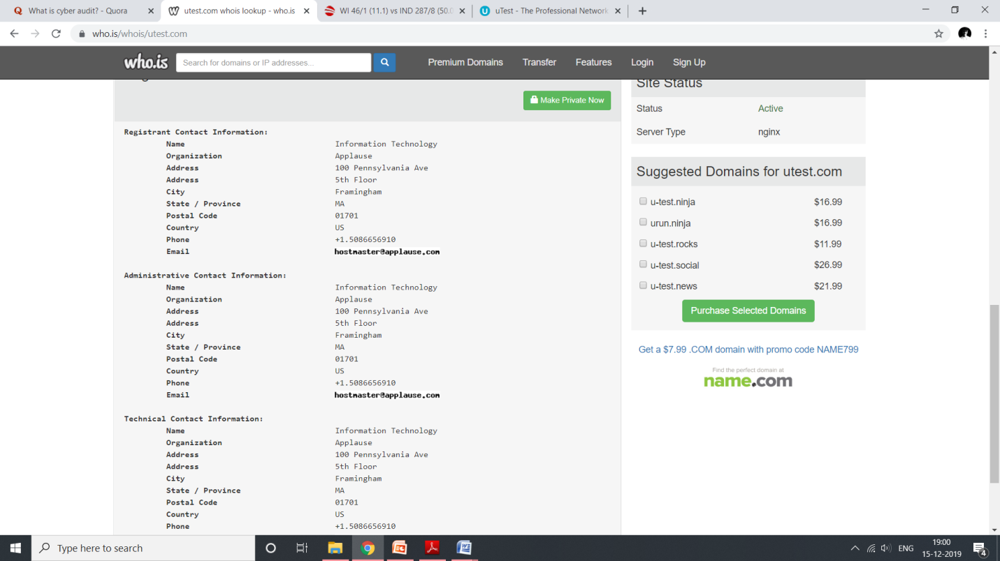 What is cyber audit? - Quora
utest.com whois lookup - who.is
WI 46/1 (11.1) vs IND 287/8 (50.0
uTest - The Professional Network
who.is/whois/utest.com
who.is
Search for domains or IP addresses...
Premium Domains
Transfer
Features
Login
Sign Up
Make Private Now
Registrant Contact Information:
Name Information Technology
Organization Applause
Address 100 Pennsylvania Ave
Address 5th Floor
City Framingham
State / Province MA
Postal Code 01701
Country US
Phone +1.5086656910
Email hostmaster@applause.com
Administrative Contact Information:
Name Information Technology
Organization Applause
Address 100 Pennsylvania Ave
Address 5th Floor
City Framingham
State / Province MA
Postal Code 01701
Country US
Phone +1.5086656910
Email hostmaster@applause.com
Technical Contact Information:
Name Information Technology
Organization Applause
Address 100 Pennsylvania Ave
Address 5th Floor
City Framingham
State / Province MA
Postal Code 01701
Country US
Phone +1.5086656910
Site Status
Status Active
Server Type nginx
Suggested Domains for utest.com
u-test.ninja $16.99
urun.ninja $16.99
u-test.rocks $11.99
u-test.social $26.99
u-test.news $21.99
Purchase Selected Domains
Get a $7.99 .COM domain with promo code NAME799
Find the perfect domain at
name.com
Type here to search
ENG
19:00
15-12-2019
4